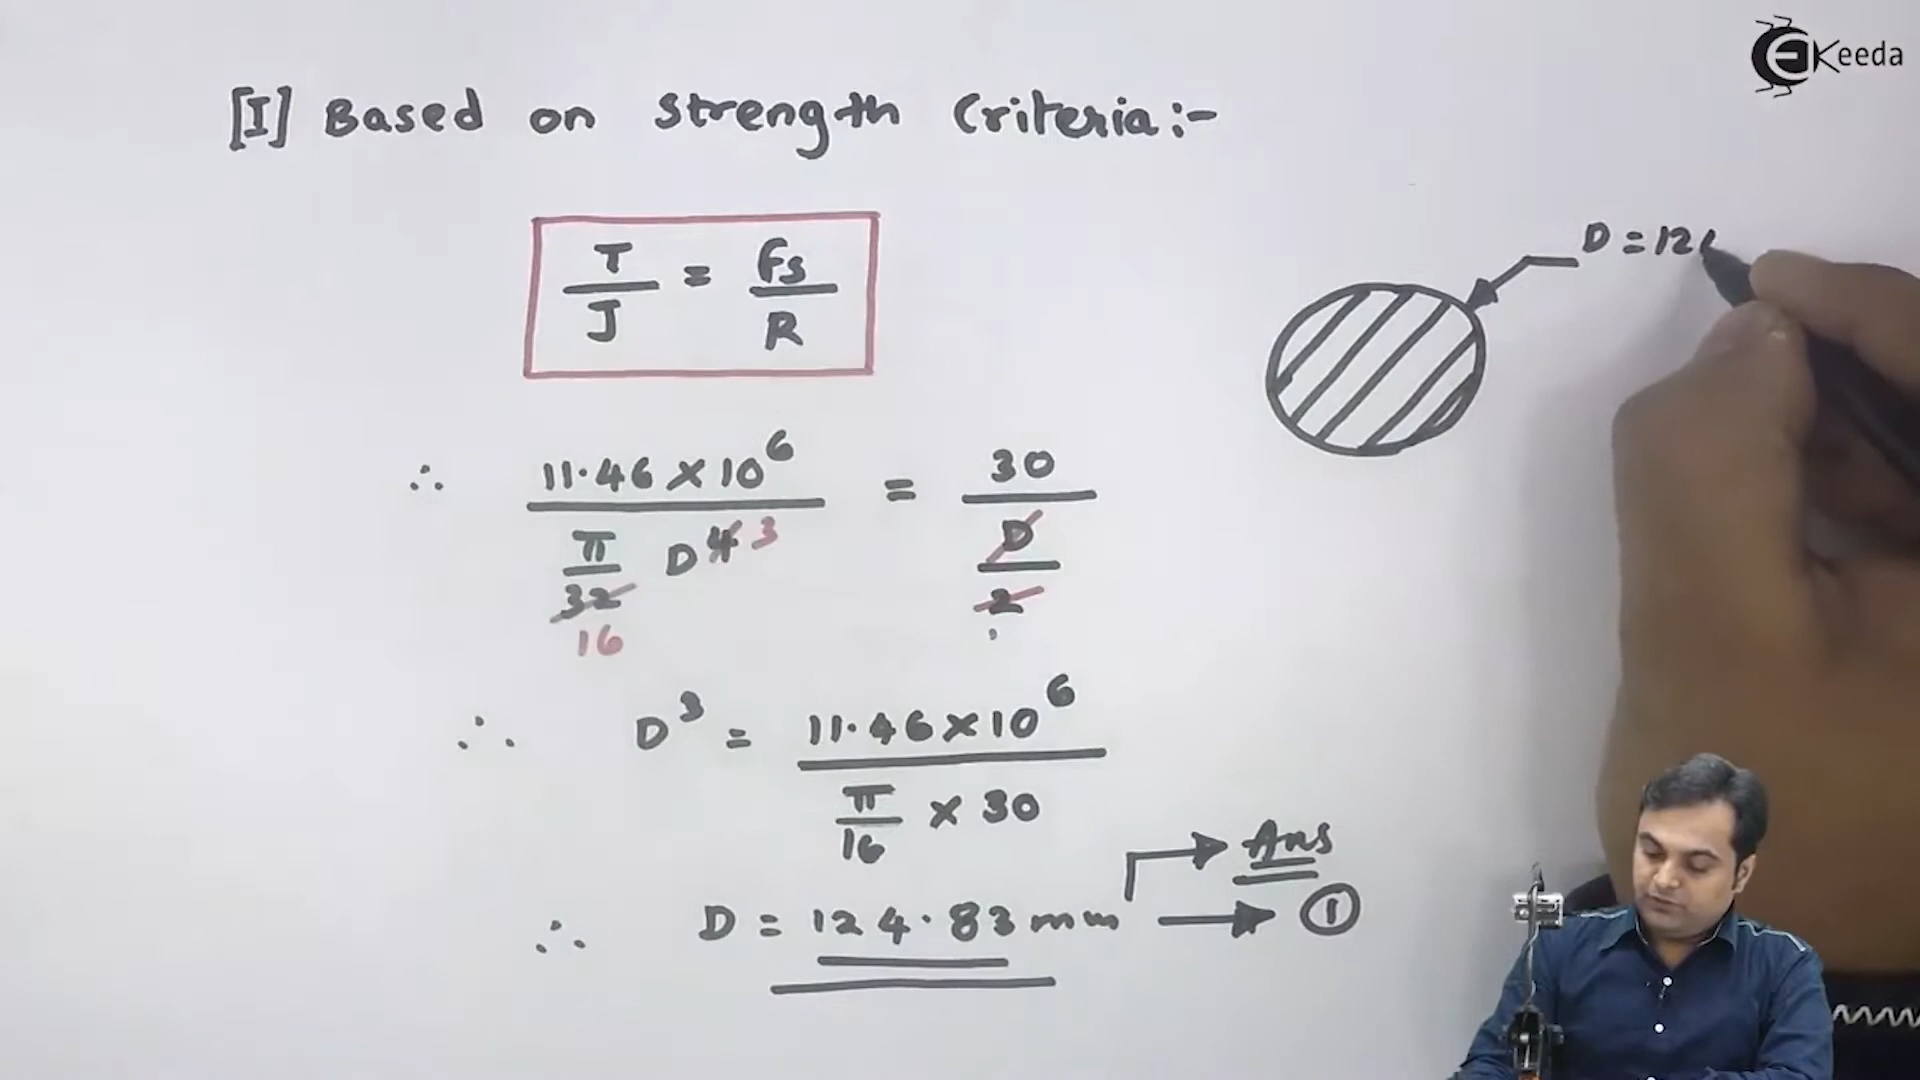 EKeeda
[I] Based on Strength Criteria:-
T/J = fs/R
D = 12
∴ 11.46 × 10^6 / (π/32 D^4) = 30 / (D/2)
3
16
∴ D^3 = 11.46 × 10^6 / (π/16 × 30)
Ans
∴ D = 124.83 mm → ①